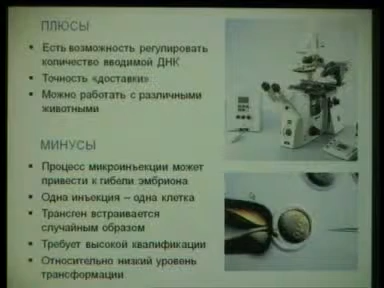 ПЛЮСЫ
▪ Есть возможность регулировать
количество вводимой ДНК
▪ Точность «доставки»
▪ Можно работать с различными
животными
МИНУСЫ
▪ Процесс микроинъекции может
привести к гибели эмбриона
▪ Одна инъекция – одна клетка
▪ Трансген встраивается
случайным образом
▪ Требует высокой квалификации
▪ Относительно низкий уровень
трансформации